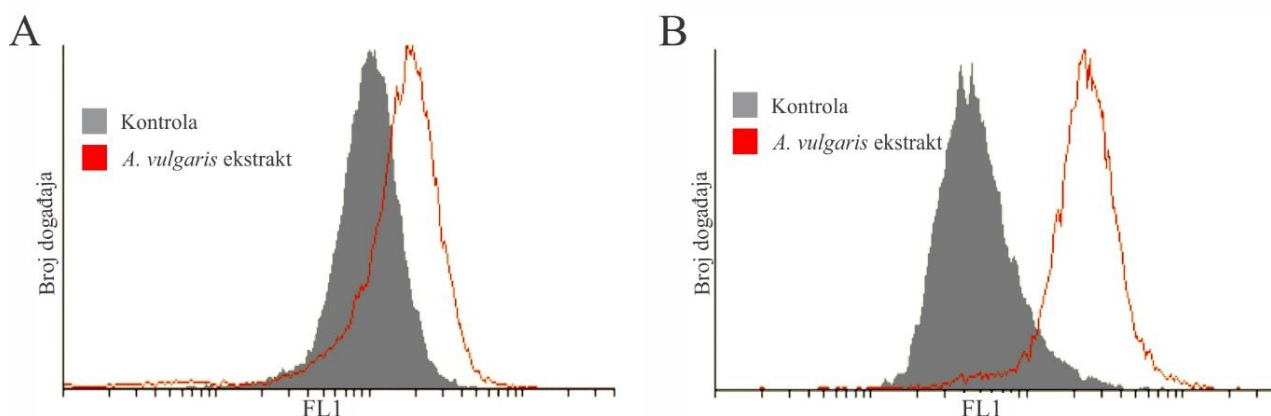 A
Kontrola
A. vulgaris ekstrakt
Broj događaja
FL1
B
Kontrola
A. vulgaris ekstrakt
Broj događaja
FL1